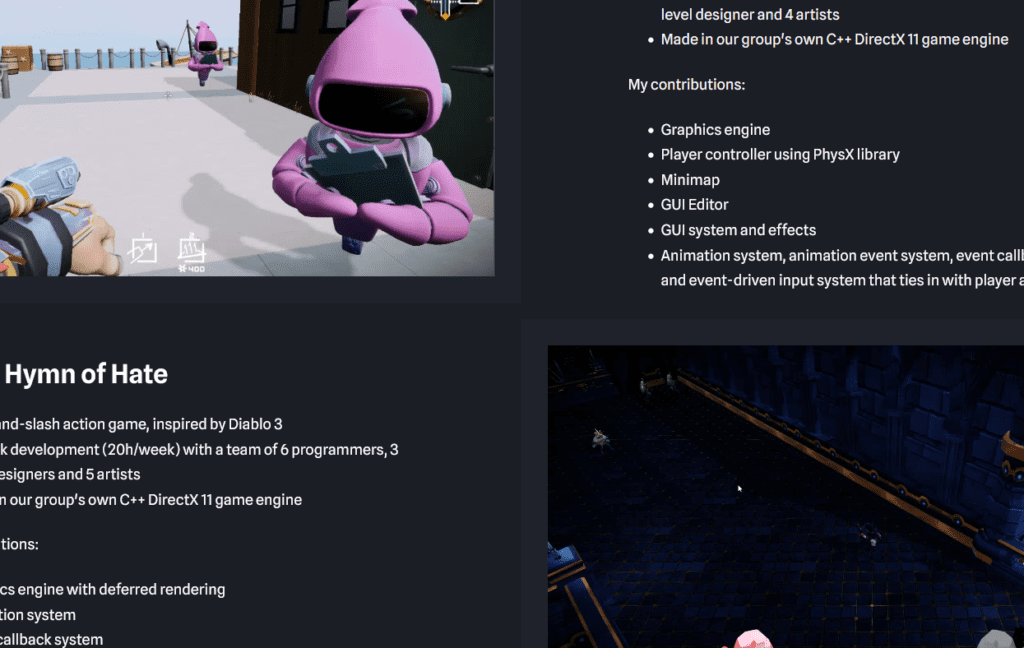 level designer and 4 artists
• Made in our group's own C++ DirectX 11 game engine
My contributions:
• Graphics engine
• Player controller using PhysX library
• Minimap
• GUI Editor
• GUI system and effects
• Animation system, animation event system, event callb
and event-driven input system that ties in with player a
400
Hymn of Hate
nd-slash action game, inspired by Diablo 3
k development (20h/week) with a team of 6 programmers, 3
esigners and 5 artists
n our group's own C++ DirectX 11 game engine
tions:
cs engine with deferred rendering
tion system
callback system